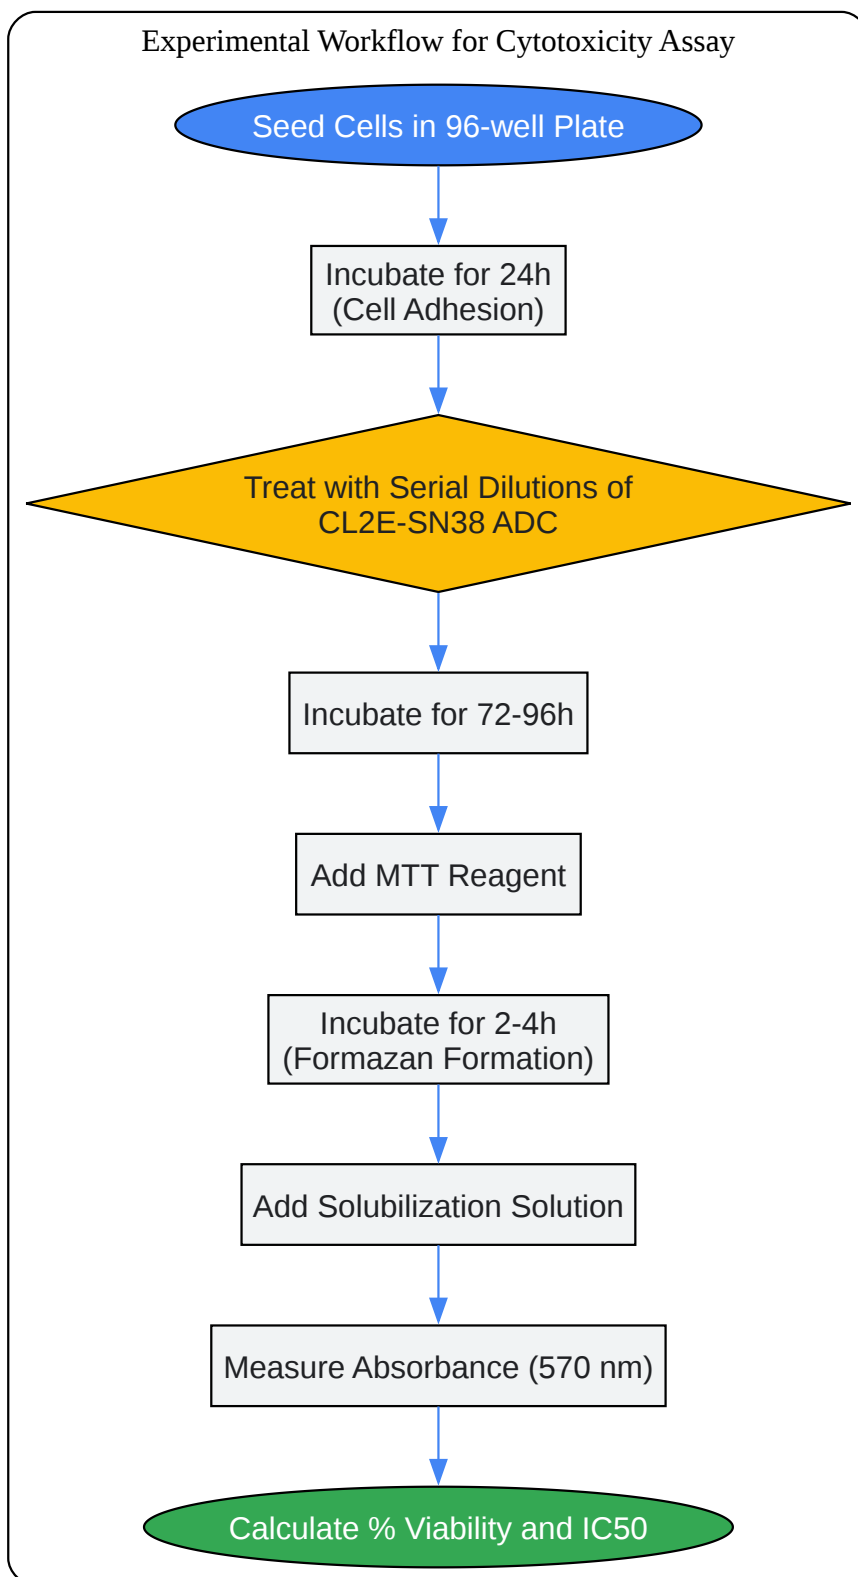 Experimental Workflow for Cytotoxicity Assay
Seed Cells in 96-well Plate
Incubate for 24h
(Cell Adhesion)
Treat with Serial Dilutions of
CL2E-SN38 ADC
Incubate for 72-96h
Add MTT Reagent
Incubate for 2-4h
(Formazan Formation)
Add Solubilization Solution
Measure Absorbance (570 nm)
Calculate % Viability and IC50